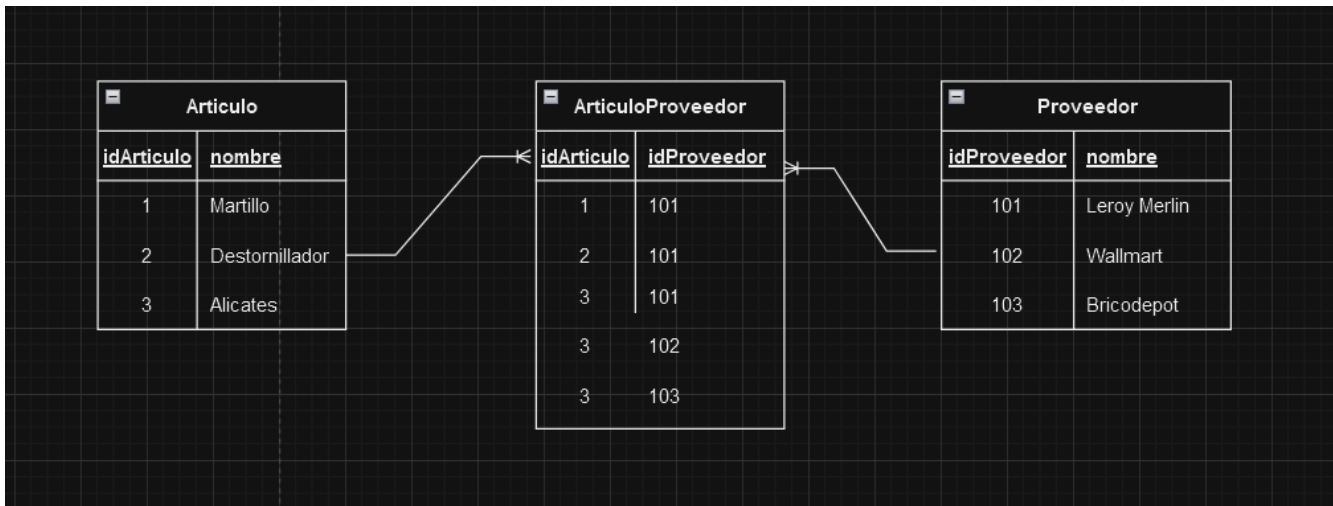 Articulo
idArticulo nombre
1 Martillo
2 Destornillador
3 Alicates
ArticuloProveedor
idArticulo idProveedor
1 101
2 101
3 101
3 102
3 103
Proveedor
idProveedor nombre
101 Leroy Merlin
102 Wallmart
103 Bricodepot